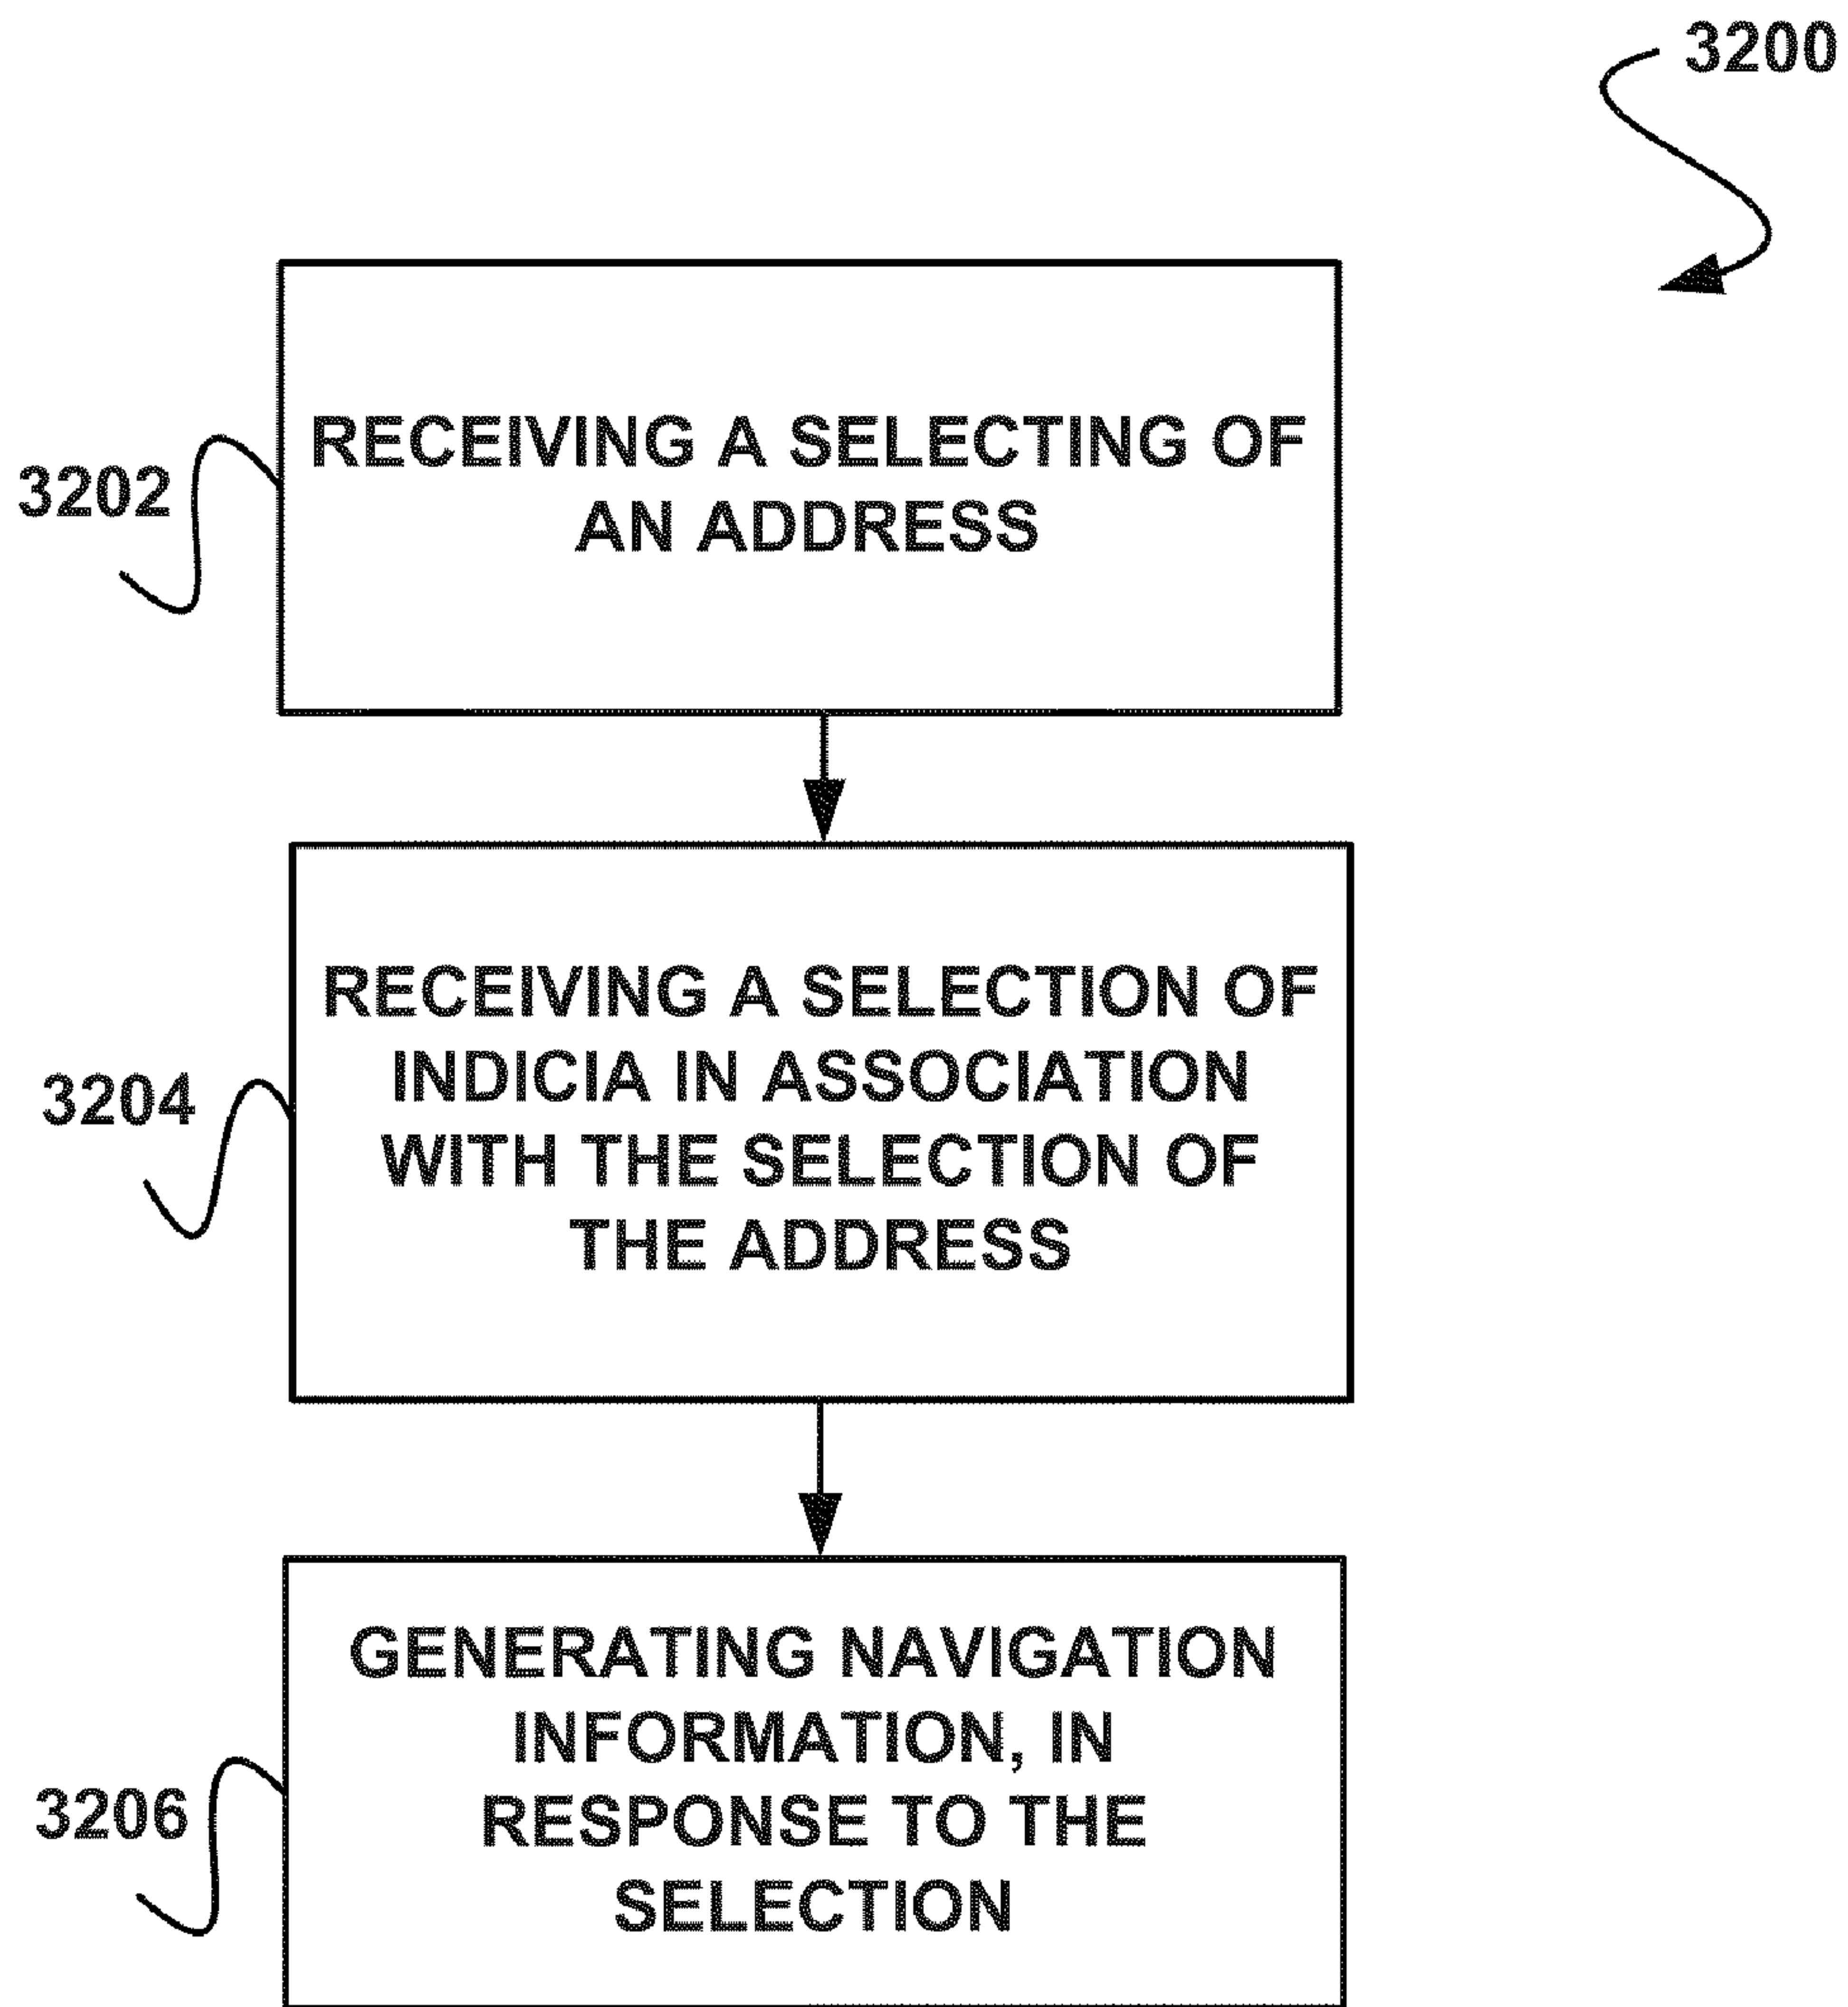 3200
RECEIVING A SELECTING OF
AN ADDRESS
3202
RECEIVING A SELECTION OF
INDICIA IN ASSOCIATION
WITH THE SELECTION OF
THE ADDRESS
3204
GENERATING NAVIGATION
INFORMATION, IN
RESPONSE TO THE
SELECTION
3206